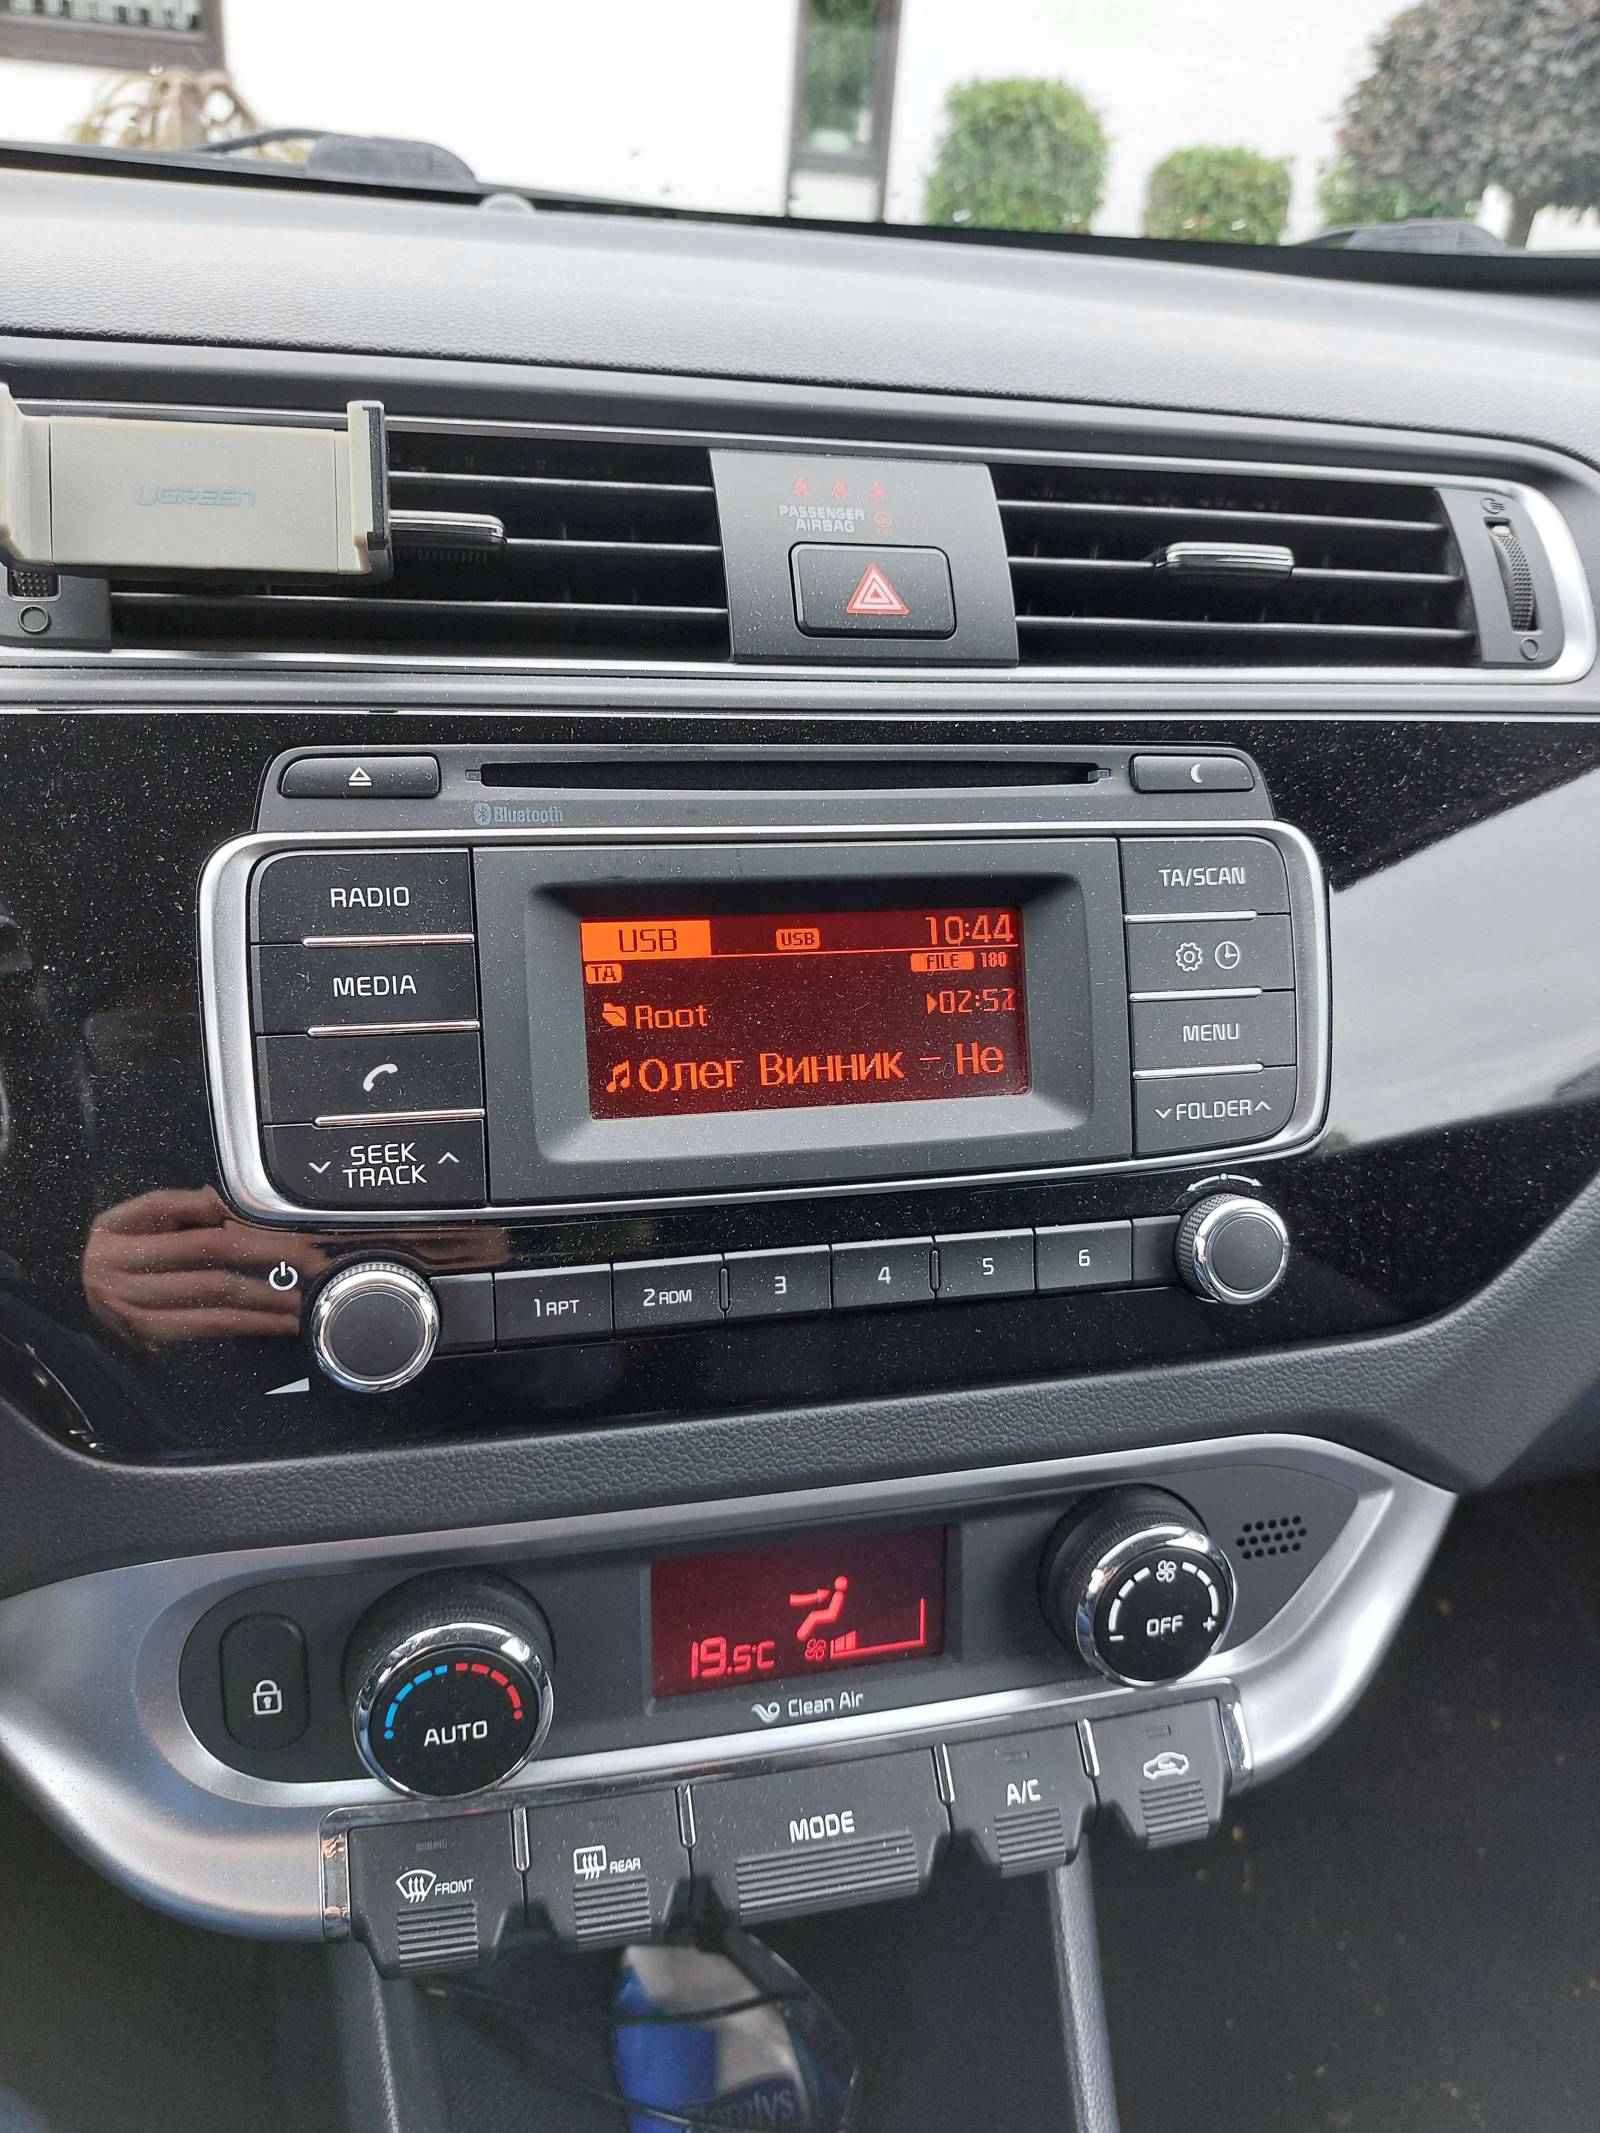 UGREEN
PASSENGER
AIRBAG
Bluetooth
RADIO
MEDIA
SEEK
TRACK
USB USB 10:44
TA FILE 180
Root 02:52
Олег Винник - Не
TA/SCAN
MENU
FOLDER
1 RPT 2 RDM 3 4 5 6
AUTO
19.5°C
Clean Air
- OFF +
FRONT
REAR
MODE
A/C